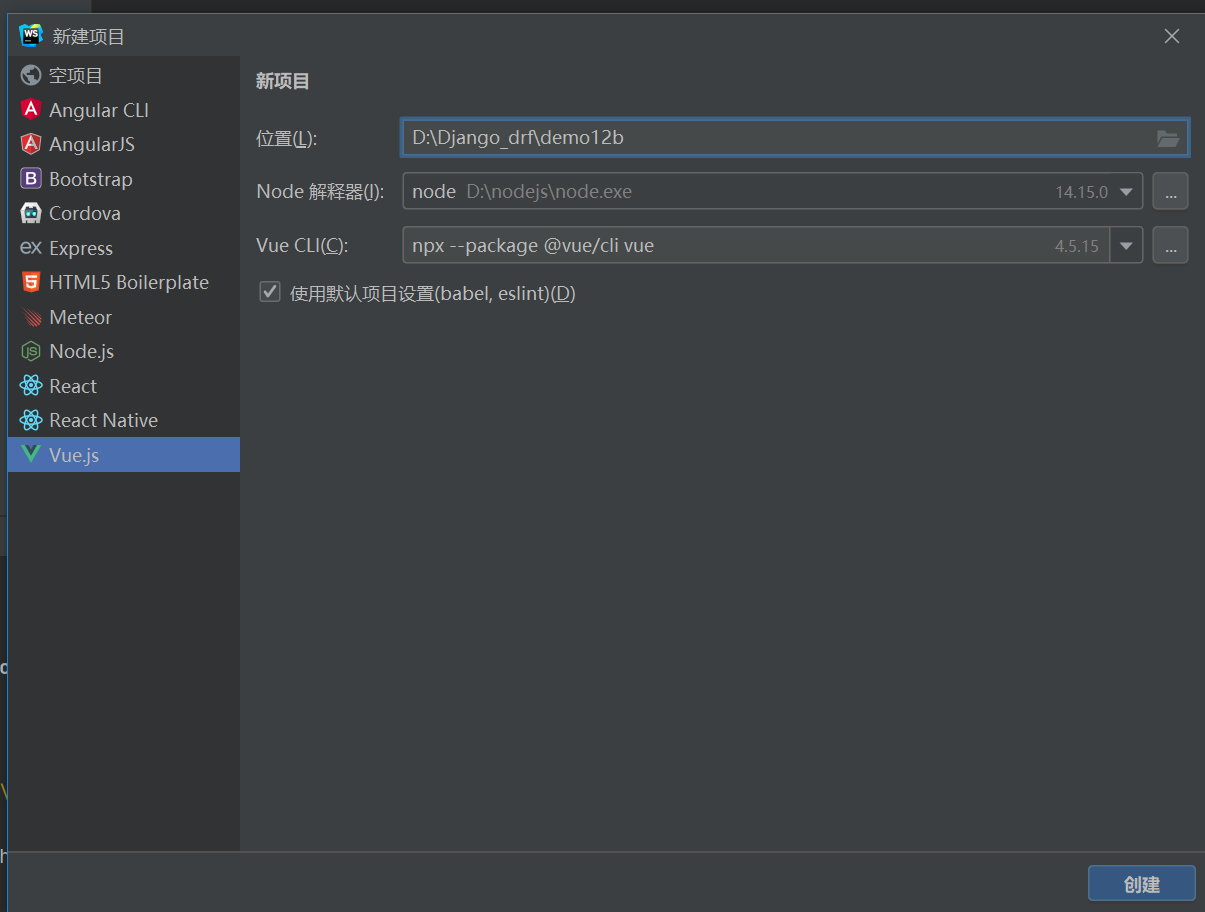 新建项目
空项目
Angular CLI
AngularJS
Bootstrap
Cordova
Express
HTML5 Boilerplate
Meteor
Node.js
React
React Native
Vue.js
新项目
位置(L): D:\Django_drf\demo12b
Node 解释器(I): node D:\nodejs\node.exe 14.15.0 ...
Vue CLI(C): npx --package @vue/cli vue 4.5.15 ...
使用默认项目设置(babel, eslint)(D)
创建